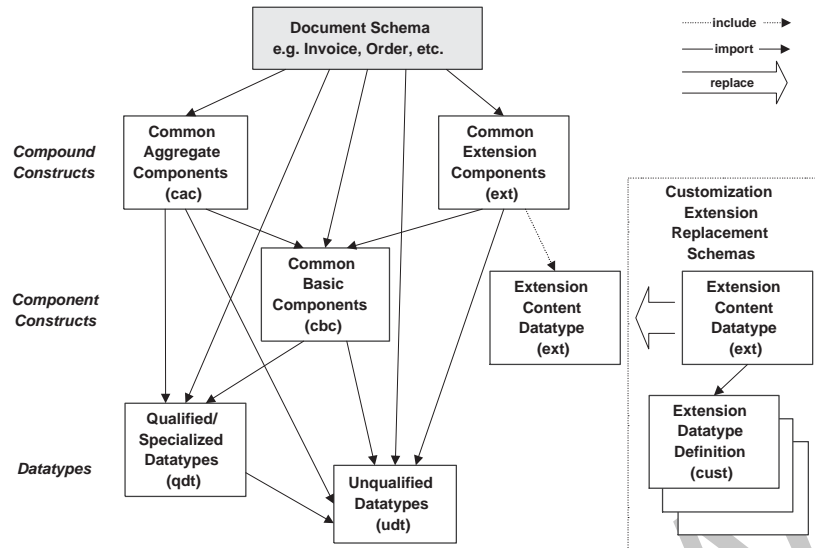 Document Schema
e.g. Invoice, Order, etc.
include
import
replace
Compound
Constructs
Common
Aggregate
Components
(cac)
Common
Extension
Components
(ext)
Customization
Extension
Replacement
Schemas
Component
Constructs
Common
Basic
Components
(cbc)
Extension
Content
Datatype
(ext)
Extension
Content
Datatype
(ext)
Datatypes
Qualified/
Specialized
Datatypes
(qdt)
Unqualified
Datatypes
(udt)
Extension
Datatype
Definition
(cust)